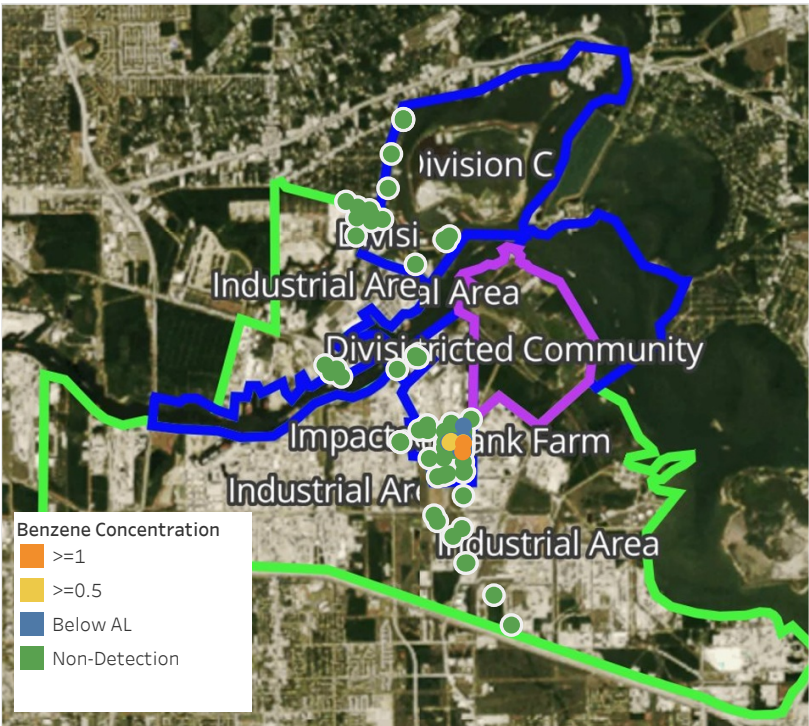 Division C
Divisi
Industrial Area
al Area
Divisi
tricted Community
Impact
ank Farm
Industrial Are
Industrial Area
Benzene Concentration
>=1
>=0.5
Below AL
Non-Detection